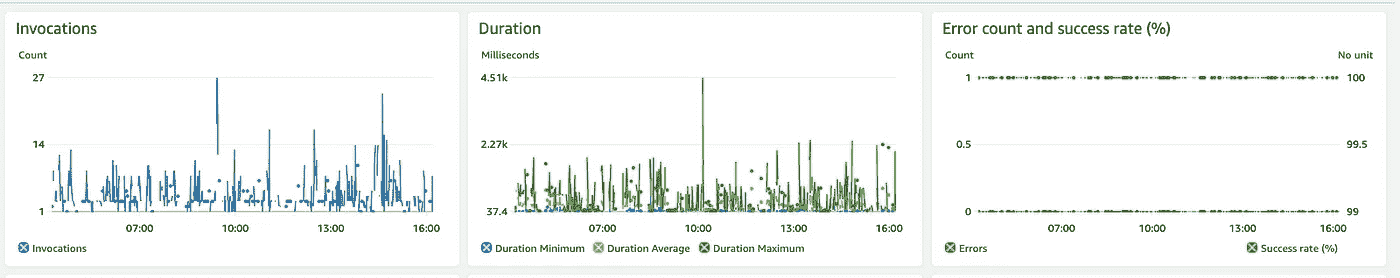 Invocations
Count
27
14
1
07:00 10:00 13:00 16:00
Invocations
Duration
Milliseconds
4.51k
2.27k
37.4
07:00 10:00 13:00 16:00
Duration Minimum Duration Average Duration Maximum
Error count and success rate (%)
Count No unit
1 100
0.5 99.5
0 99
07:00 10:00 13:00 16:00
Errors Success rate (%)